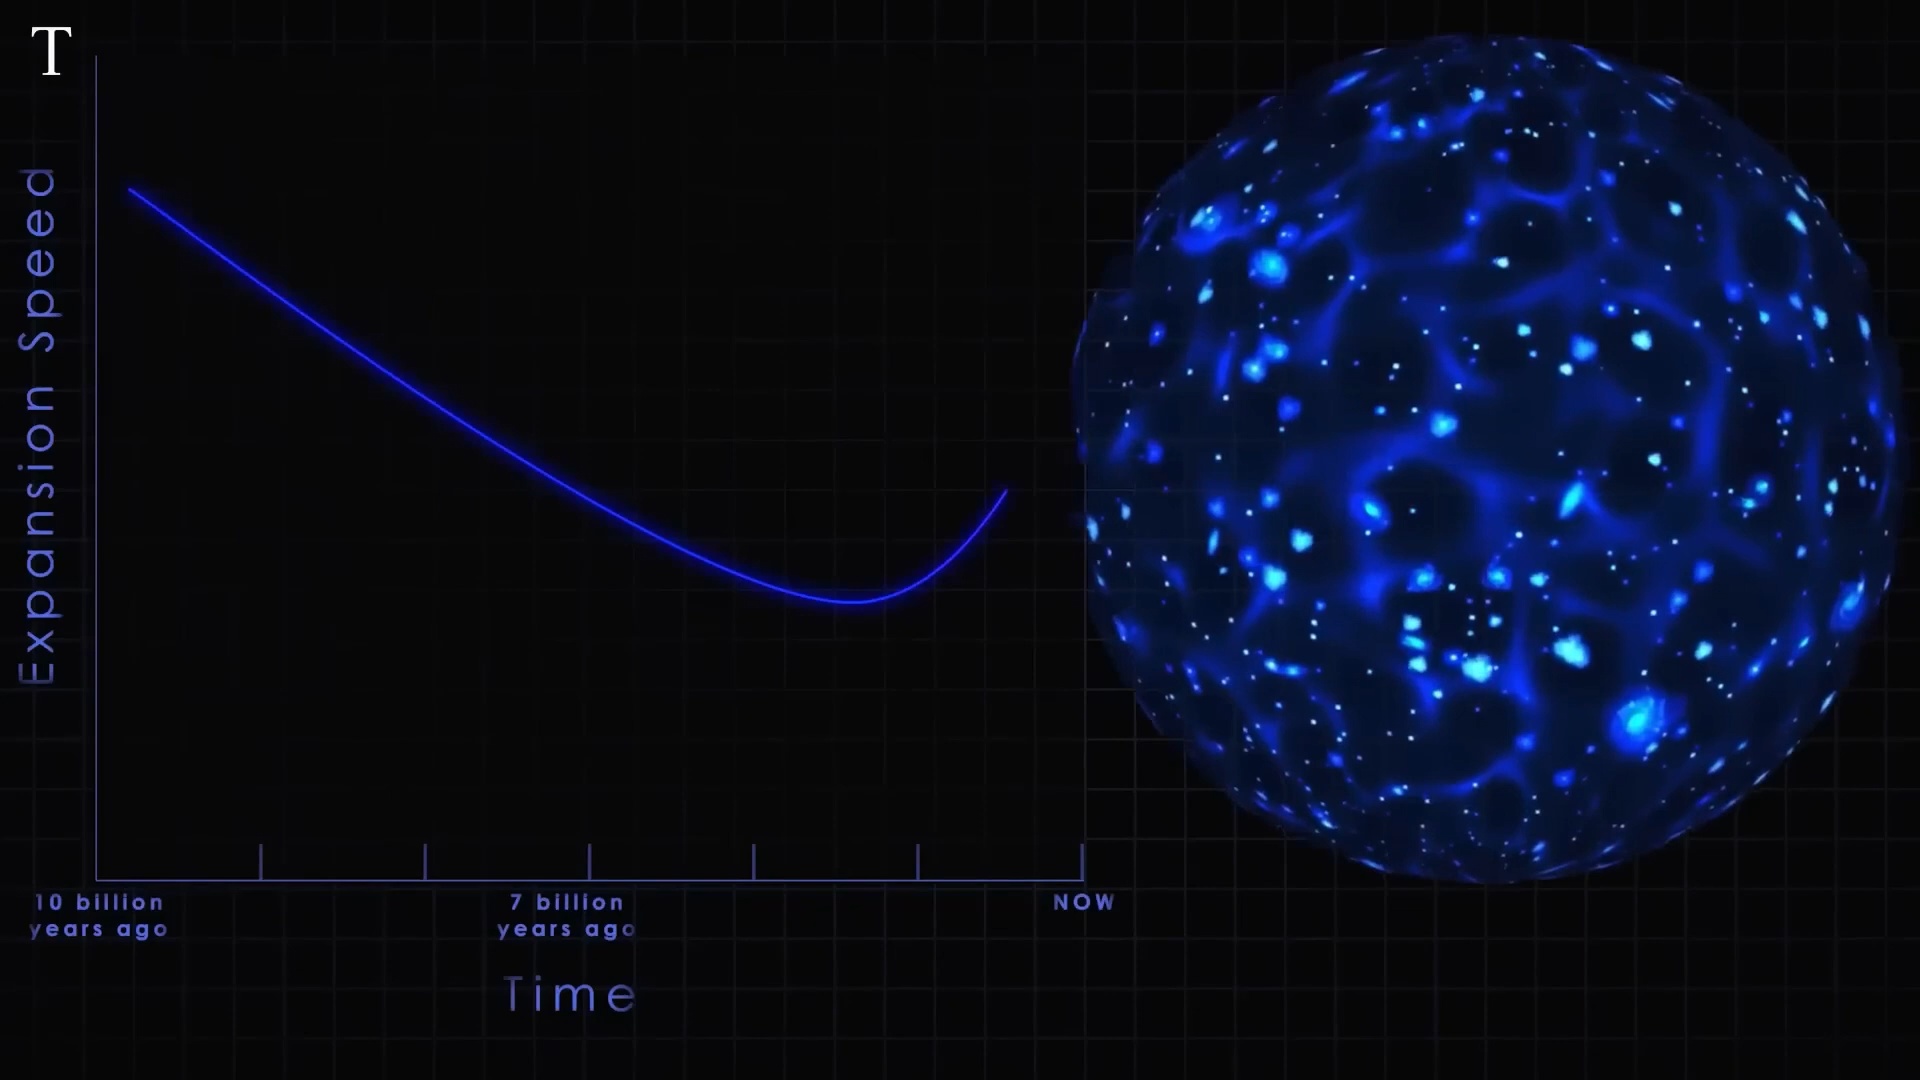 T
Expansion Speed
10 billion
years ago
7 billion
years ago
NOW
Time